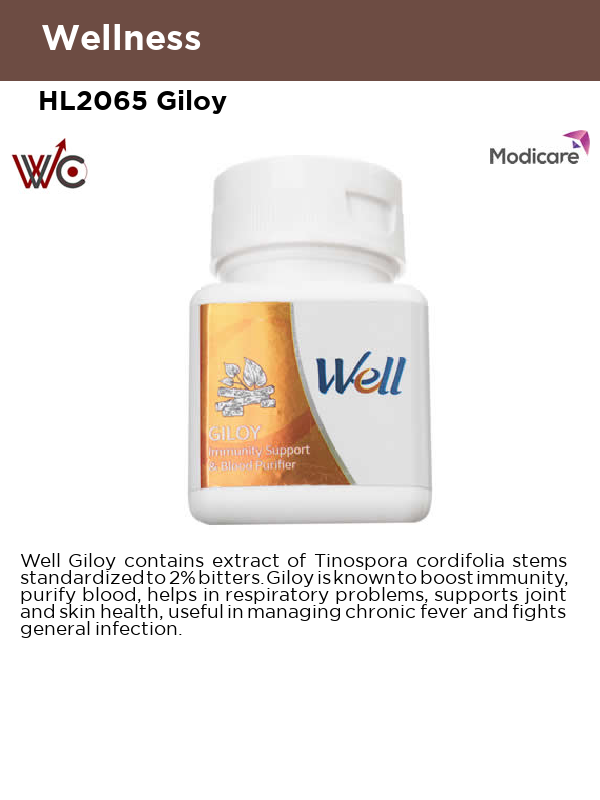 Wellness
HL2065 Giloy
WC
Modicare
Well
GILOY
Immunity Support
& Blood Purifier
Well Giloy contains extract of Tinospora cordifolia stems
standardized to 2% bitters. Giloy is known to boost immunity,
purify blood, helps in respiratory problems, supports joint
and skin health, useful in managing chronic fever and fights
general infection.